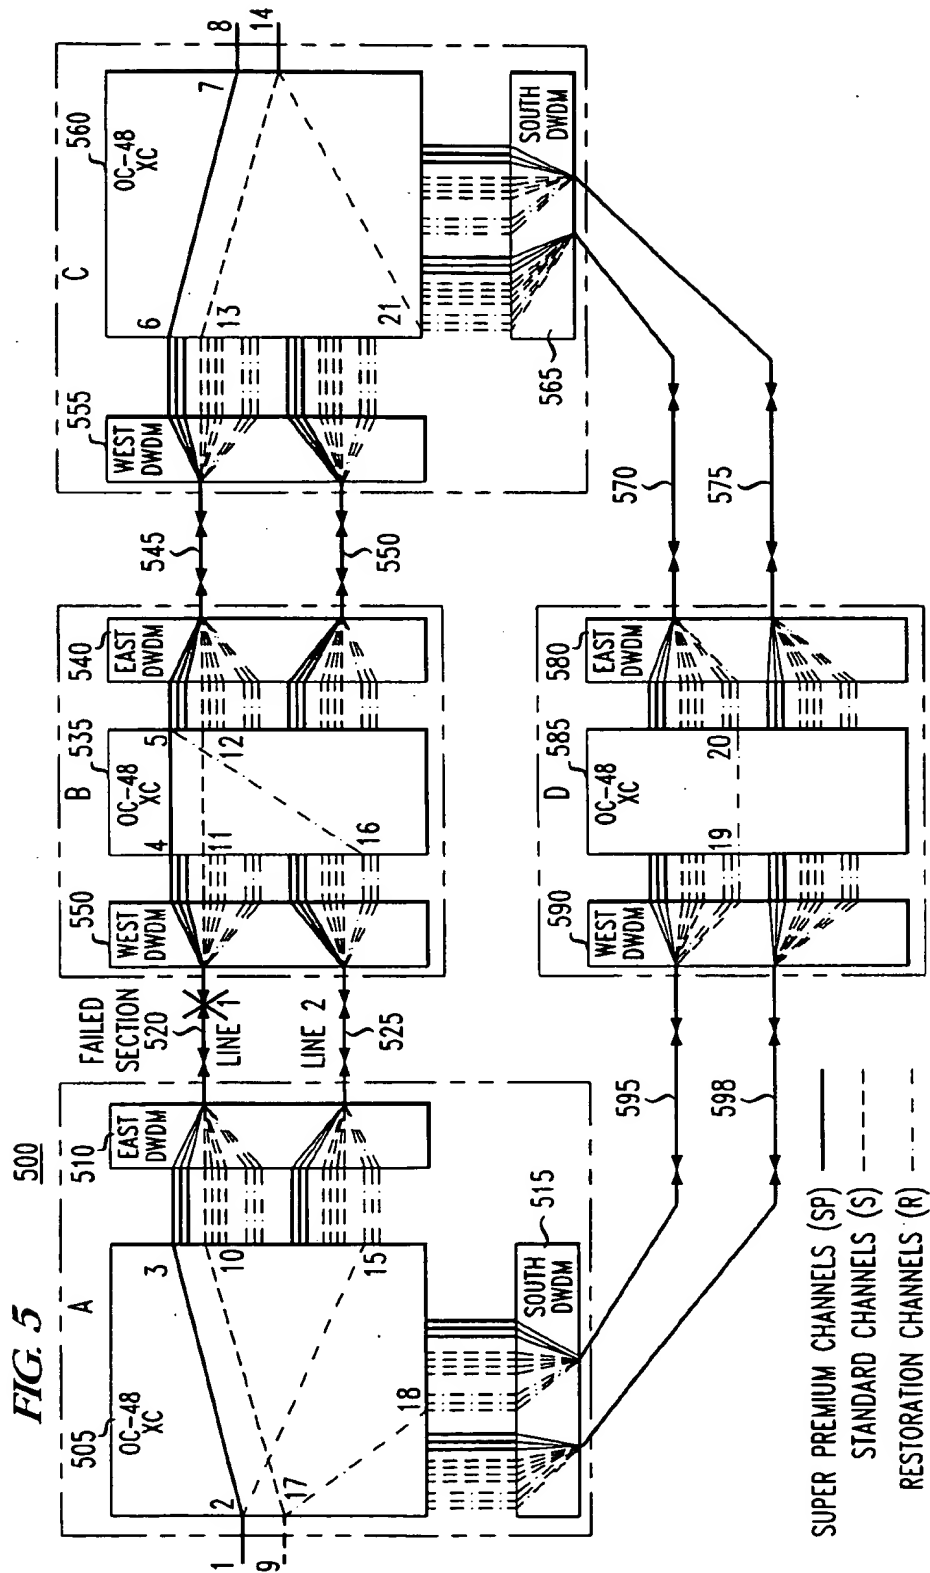 FIG. 5
500
A
505
OC-48
XC
1
2
3
9
17
10
15
18
510
EAST
DWDM
515
SOUTH
DWDM
FAILED
SECTION
520
LINE 1
LINE 2
525
B
550
WEST
DWDM
535
OC-48
XC
4
5
11
12
16
540
EAST
DWDM
545
550
C
555
WEST
DWDM
560
OC-48
XC
6
7
8
13
14
21
565
SOUTH
DWDM
570
575
D
580
EAST
DWDM
585
OC-48
XC
19
20
590
WEST
DWDM
595
598
SUPER PREMIUM CHANNELS (SP)
STANDARD CHANNELS (S)
RESTORATION CHANNELS (R)